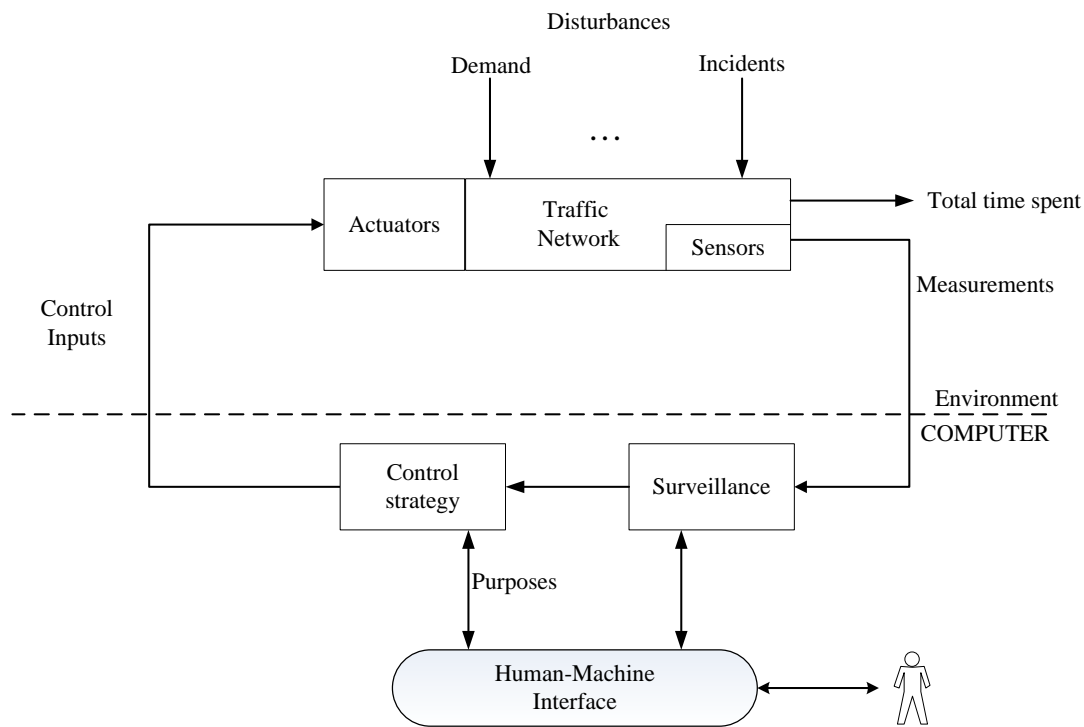 Disturbances
Demand
Incidents
...
Actuators
Traffic
Network
Sensors
Total time spent
Measurements
Control
Inputs
Environment
COMPUTER
Control
strategy
Surveillance
Purposes
Human-Machine
Interface